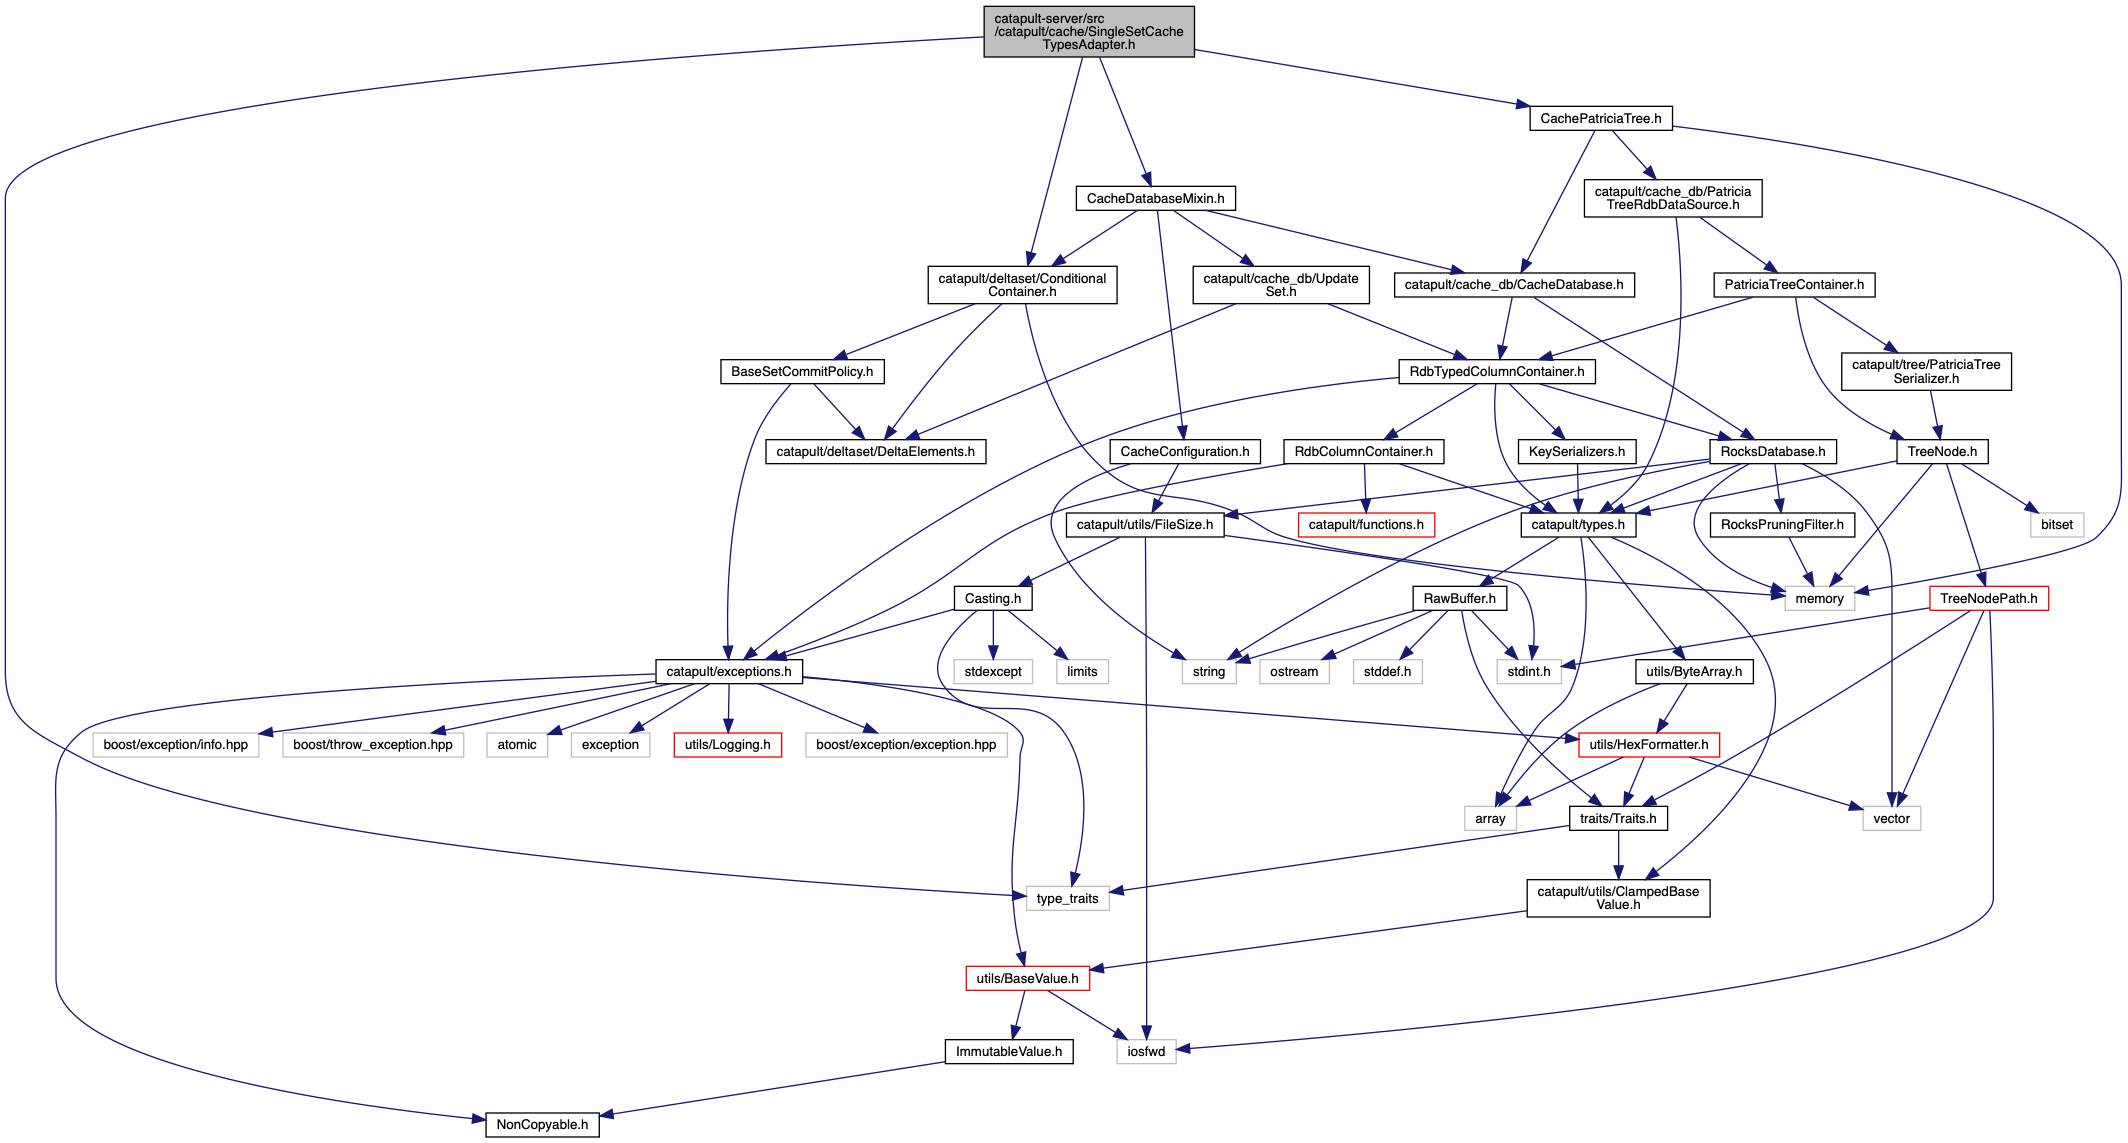 catapult-server/src
/catapult/cache/SingleSetCache
TypesAdapter.h
CachePatriciaTree.h
CacheDatabaseMixin.h
catapult/cache_db/Patricia
TreeRdbDataSource.h
catapult/deltaset/Conditional
Container.h
catapult/cache_db/Update
Set.h
catapult/cache_db/CacheDatabase.h
PatriciaTreeContainer.h
BaseSetCommitPolicy.h
RdbTypedColumnContainer.h
catapult/tree/PatriciaTree
Serializer.h
catapult/deltaset/DeltaElements.h
CacheConfiguration.h
RdbColumnContainer.h
KeySerializers.h
RocksDatabase.h
TreeNode.h
catapult/utils/FileSize.h
catapult/functions.h
catapult/types.h
RocksPruningFilter.h
bitset
Casting.h
RawBuffer.h
memory
TreeNodePath.h
catapult/exceptions.h
stdexcept
limits
string
ostream
stddef.h
stdint.h
utils/ByteArray.h
boost/exception/info.hpp
boost/throw_exception.hpp
atomic
exception
utils/Logging.h
boost/exception/exception.hpp
utils/HexFormatter.h
array
traits/Traits.h
vector
type_traits
catapult/utils/ClampedBase
Value.h
utils/BaseValue.h
ImmutableValue.h
iosfwd
NonCopyable.h